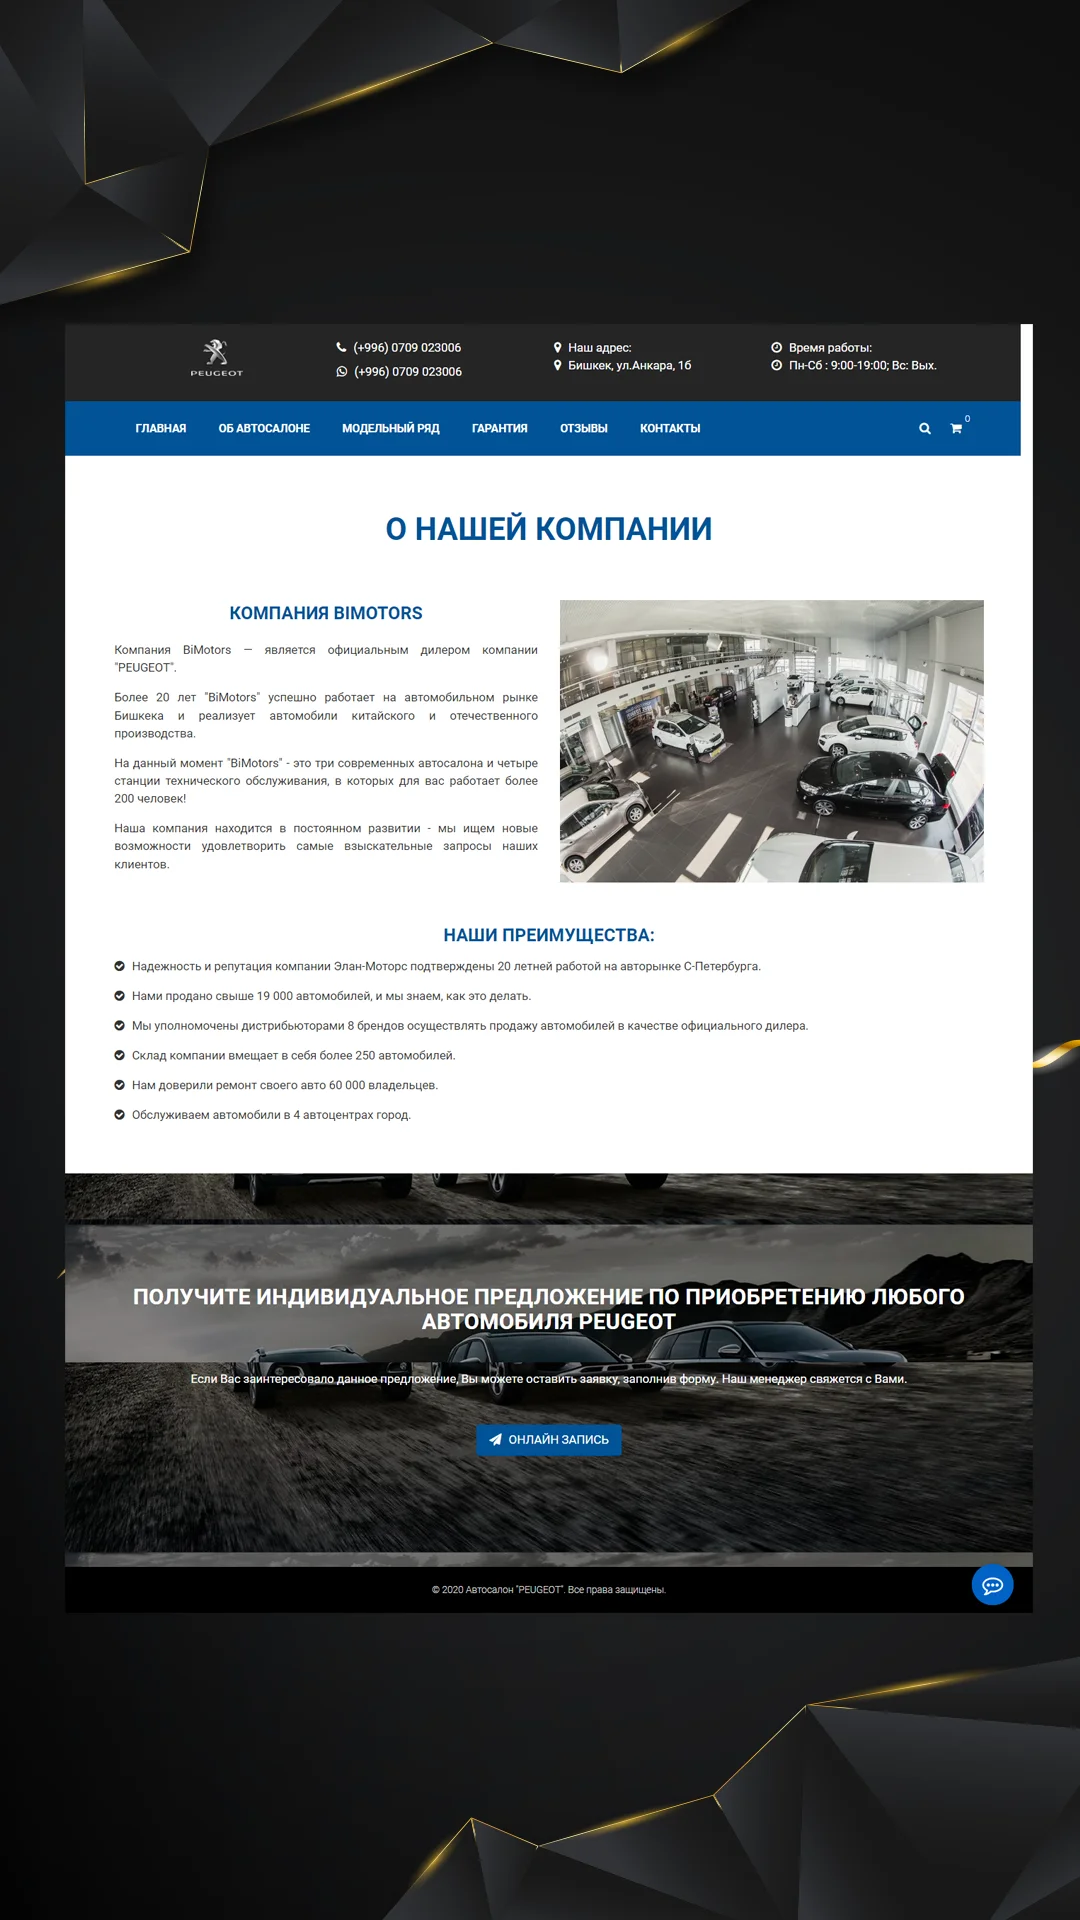 PEUGEOT
(+996) 0709 023006
(+996) 0709 023006
Наш адрес:
Бишкек, ул.Анкара, 1б
Время работы:
Пн-Сб : 9:00-19:00; Вс: Вых.
ГЛАВНАЯ ОБ АВТОСАЛОНЕ МОДЕЛЬНЫЙ РЯД ГАРАНТИЯ ОТЗЫВЫ КОНТАКТЫ 0
О НАШЕЙ КОМПАНИИ
КОМПАНИЯ BIMOTORS
Компания BiMotors — является официальным дилером компании
"PEUGEOT".
Более 20 лет "BiMotors" успешно работает на автомобильном рынке
Бишкека и реализует автомобили китайского и отечественного
производства.
На данный момент "BiMotors" - это три современных автосалона и четыре
станции технического обслуживания, в которых для вас работает более
200 человек!
Наша компания находится в постоянном развитии - мы ищем новые
возможности удовлетворить самые взыскательные запросы наших
клиентов.
НАШИ ПРЕИМУЩЕСТВА:
Надежность и репутация компании Элан-Моторс подтверждены 20 летней работой на авторынке С-Петербурга.
Нами продано свыше 19 000 автомобилей, и мы знаем, как это делать.
Мы уполномочены дистрибьюторами 8 брендов осуществлять продажу автомобилей в качестве официального дилера.
Склад компании вмещает в себя более 250 автомобилей.
Нам доверили ремонт своего авто 60 000 владельцев.
Обслуживаем автомобили в 4 автоцентрах город.
ПОЛУЧИТЕ ИНДИВИДУАЛЬНОЕ ПРЕДЛОЖЕНИЕ ПО ПРИОБРЕТЕНИЮ ЛЮБОГО
АВТОМОБИЛЯ PEUGEOT
Если Вас заинтересовало данное предложение, Вы можете оставить заявку, заполнив форму. Наш менеджер свяжется с Вами.
ОНЛАЙН ЗАПИСЬ
© 2020 Автосалон "PEUGEOT". Все права защищены.